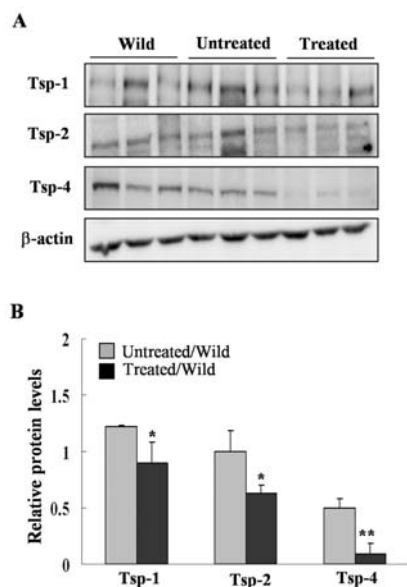 A
Wild Untreated Treated
Tsp-1
Tsp-2
Tsp-4
β-actin
B
Relative protein levels
2
1.5
1
0.5
0
Untreated/Wild
Treated/Wild
*
*
**
Tsp-1 Tsp-2 Tsp-4